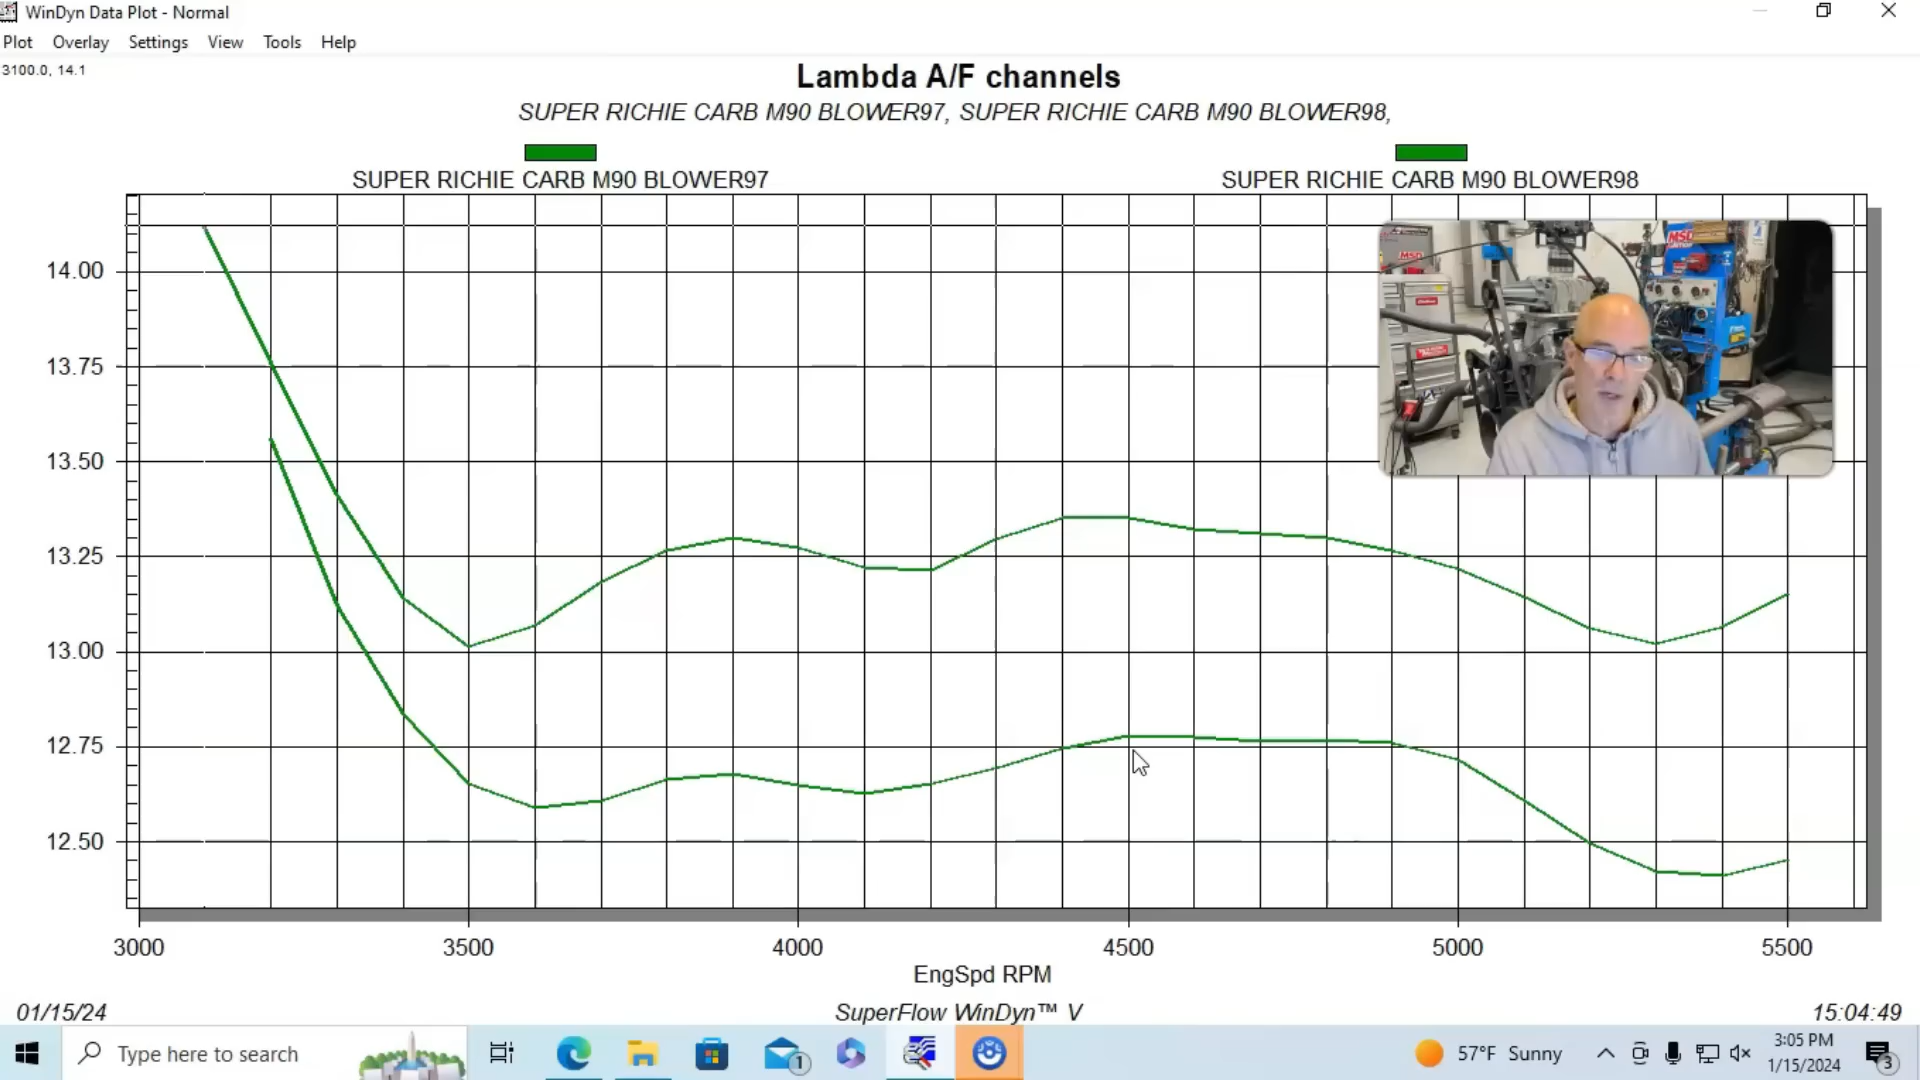 WinDyn Data Plot - Normal
Plot Overlay Settings View Tools Help
3100.0, 14.1
Lambda A/F channels
SUPER RICHIE CARB M90 BLOWER97, SUPER RICHIE CARB M90 BLOWER98,
SUPER RICHIE CARB M90 BLOWER97
SUPER RICHIE CARB M90 BLOWER98
MSD
MSD
14.00
13.75
13.50
13.25
13.00
12.75
12.50
3000 3500 4000 4500 5000 5500
EngSpd RPM
01/15/24 SuperFlow WinDyn™ V 15:04:49
Type here to search
1
57°F Sunny
3:05 PM
1/15/2024
3